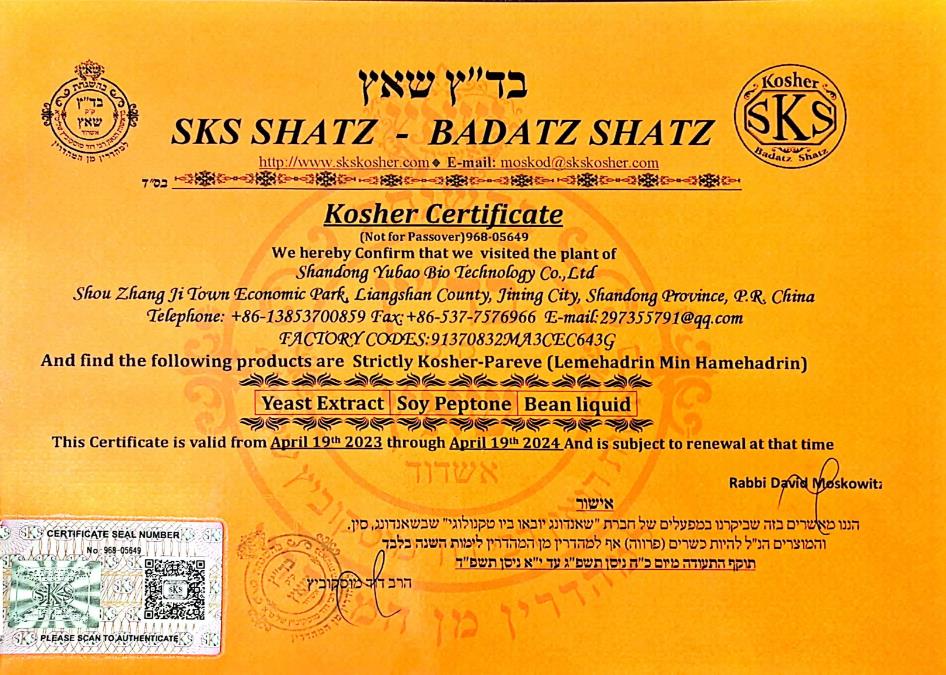 בד״ץ שאץ
SKS SHATZ - BADATZ SHATZ
http://www.skskosher.com◆ E-mail: moskod@skskosher.com
בס״ד
בהשגחת
בד״ץ
ק״ק
שאץ
אשדוד
למהדרין מן המהדרין
Kosher
SKS
Badatz Shatz
Kosher Certificate
(Not for Passover)968-05649
We hereby Confirm that we visited the plant of
Shandong Yubao Bio Technology Co.,Ltd
Shou Zhang Ji Town Economic Park, Liangshan County, Jining City, Shandong Province, P.R. China
Telephone: +86-13853700859 Fax:+86-537-7576966 E-mail:297355791@qq.com
FACTORY CODES:91370832MA3CEC643G
And find the following products are Strictly Kosher-Pareve (Lemehadrin Min Hamehadrin)
Yeast Extract Soy Peptone Bean liquid
This Certificate is valid from April 19th 2023 through April 19th 2024 And is subject to renewal at that time
אשדוד
Rabbi David Moskowitz
אישור
הננו מאשרים בזה שביקרנו במפעלים של חברת "שאנדונג יובאו ביו טקנולוגי" שבשאנדונג, סין.
והמוצרים הנ"ל להיות כשרים (פרווה) אף למהדרין מן המהדרין לימות השנה בלבד
תוקף התעודה מיום כ"ה ניסן תשפ"ג עד י"א ניסן תשפ"ד
הרב דוד מוסקוביץ
CERTIFICATE SEAL NUMBER
No 968-05649
SKS
SKS
PLEASE SCAN TO AUTHENTICATE